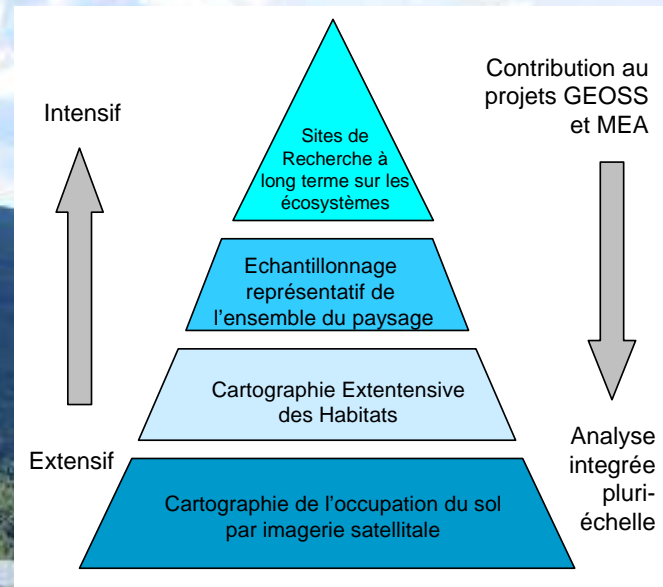 Contribution au
projets GEOSS
et MEA
Intensif
Sites de
Recherche à
long terme sur les
écosystèmes
Echantillonnage
représentatif de
l'ensemble du paysage
Cartographie Extentensive
des Habitats
Extensif
Analyse
integrée
pluri-
échelle
Cartographie de l'occupation du sol
par imagerie satellitale